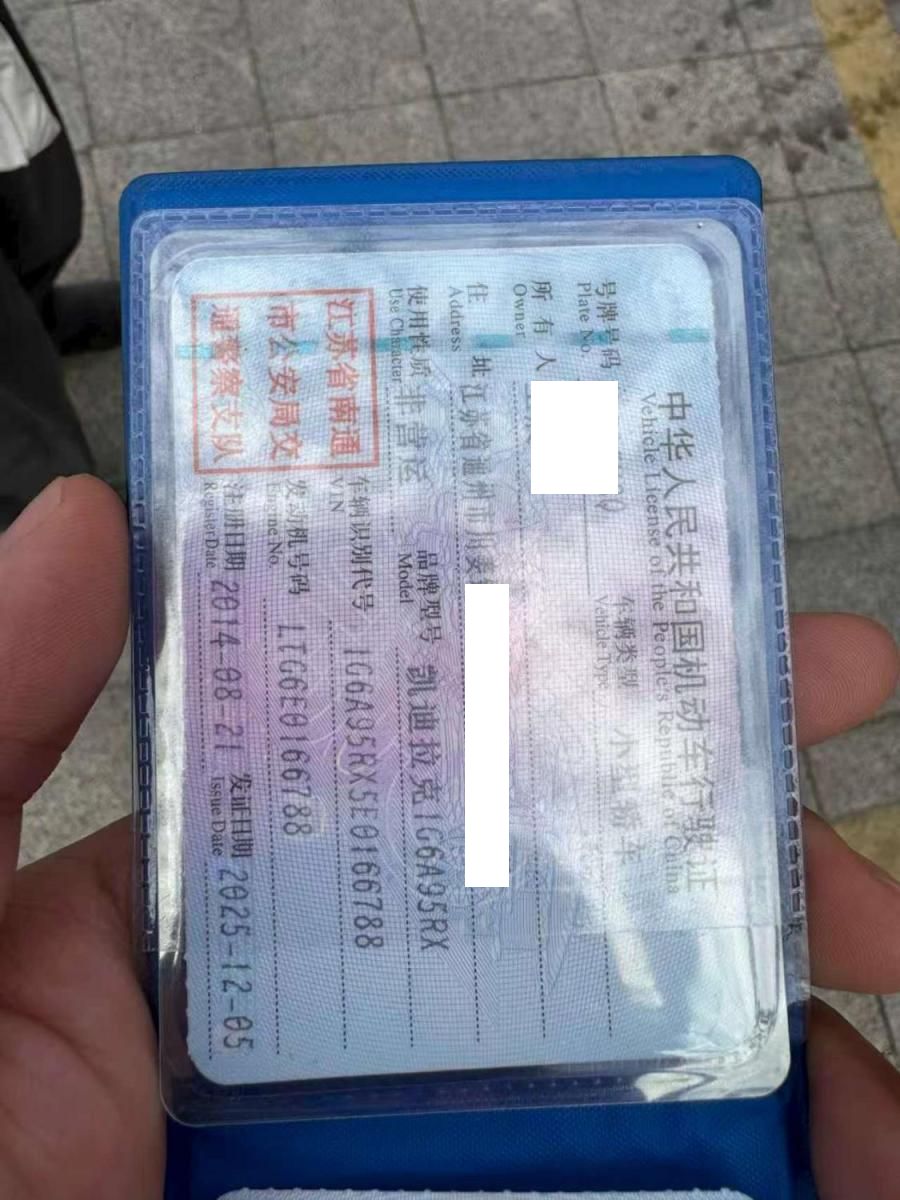 中华人民共和国机动车行驶证
Vehicle License of the People's Republic of China
号牌号码
Plate No.
车辆类型 小型轿车
Vehicle Type
所有人
Owner
住址 江苏省通州市川姜
Address
使用性质 非营运
Use Character
品牌型号 凯迪拉克1G6A95RX
Model
车辆识别代号 1G6A95RX5E0166788
VIN
发动机号码 LTG6E0166788
Engine No.
注册日期 2014-08-21 发证日期 2025-12-05
Register Date Issue Date
江苏省南通
市公安局交
通警察支队